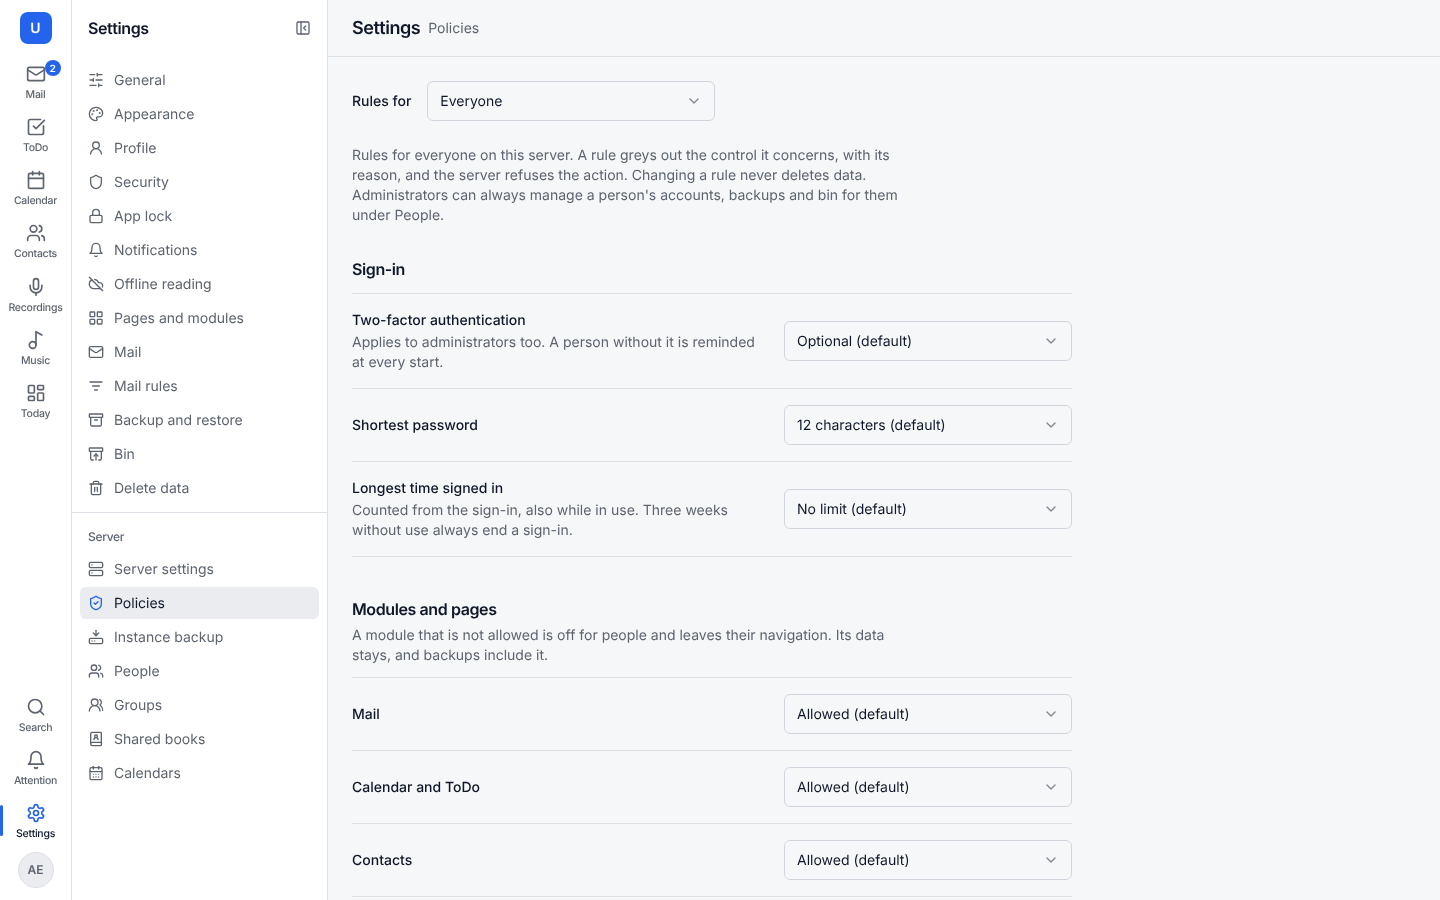 U
2
Mail
ToDo
Calendar
Contacts
Recordings
Music
Today
Search
Attention
Settings
AE
Settings
General
Appearance
Profile
Security
App lock
Notifications
Offline reading
Pages and modules
Mail
Mail rules
Backup and restore
Bin
Delete data
Server
Server settings
Policies
Instance backup
People
Groups
Shared books
Calendars
Settings Policies
Rules for Everyone
Rules for everyone on this server. A rule greys out the control it concerns, with its
reason, and the server refuses the action. Changing a rule never deletes data.
Administrators can always manage a person's accounts, backups and bin for them
under People.
Sign-in
Two-factor authentication
Applies to administrators too. A person without it is reminded
at every start.
Optional (default)
Shortest password
12 characters (default)
Longest time signed in
Counted from the sign-in, also while in use. Three weeks
without use always end a sign-in.
No limit (default)
Modules and pages
A module that is not allowed is off for people and leaves their navigation. Its data
stays, and backups include it.
Mail
Allowed (default)
Calendar and ToDo
Allowed (default)
Contacts
Allowed (default)